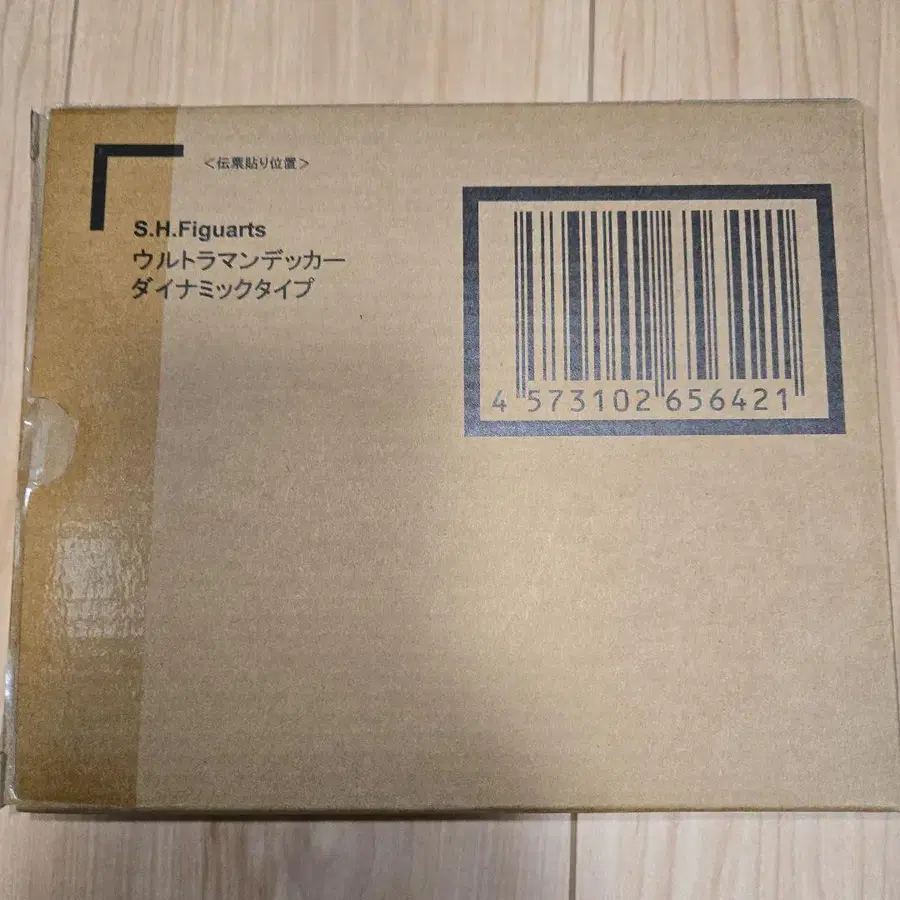 ＜伝票貼り位置＞
S.H.Figuarts
ウルトラマンデッカー
ダイナミックタイプ
4 573102 656421